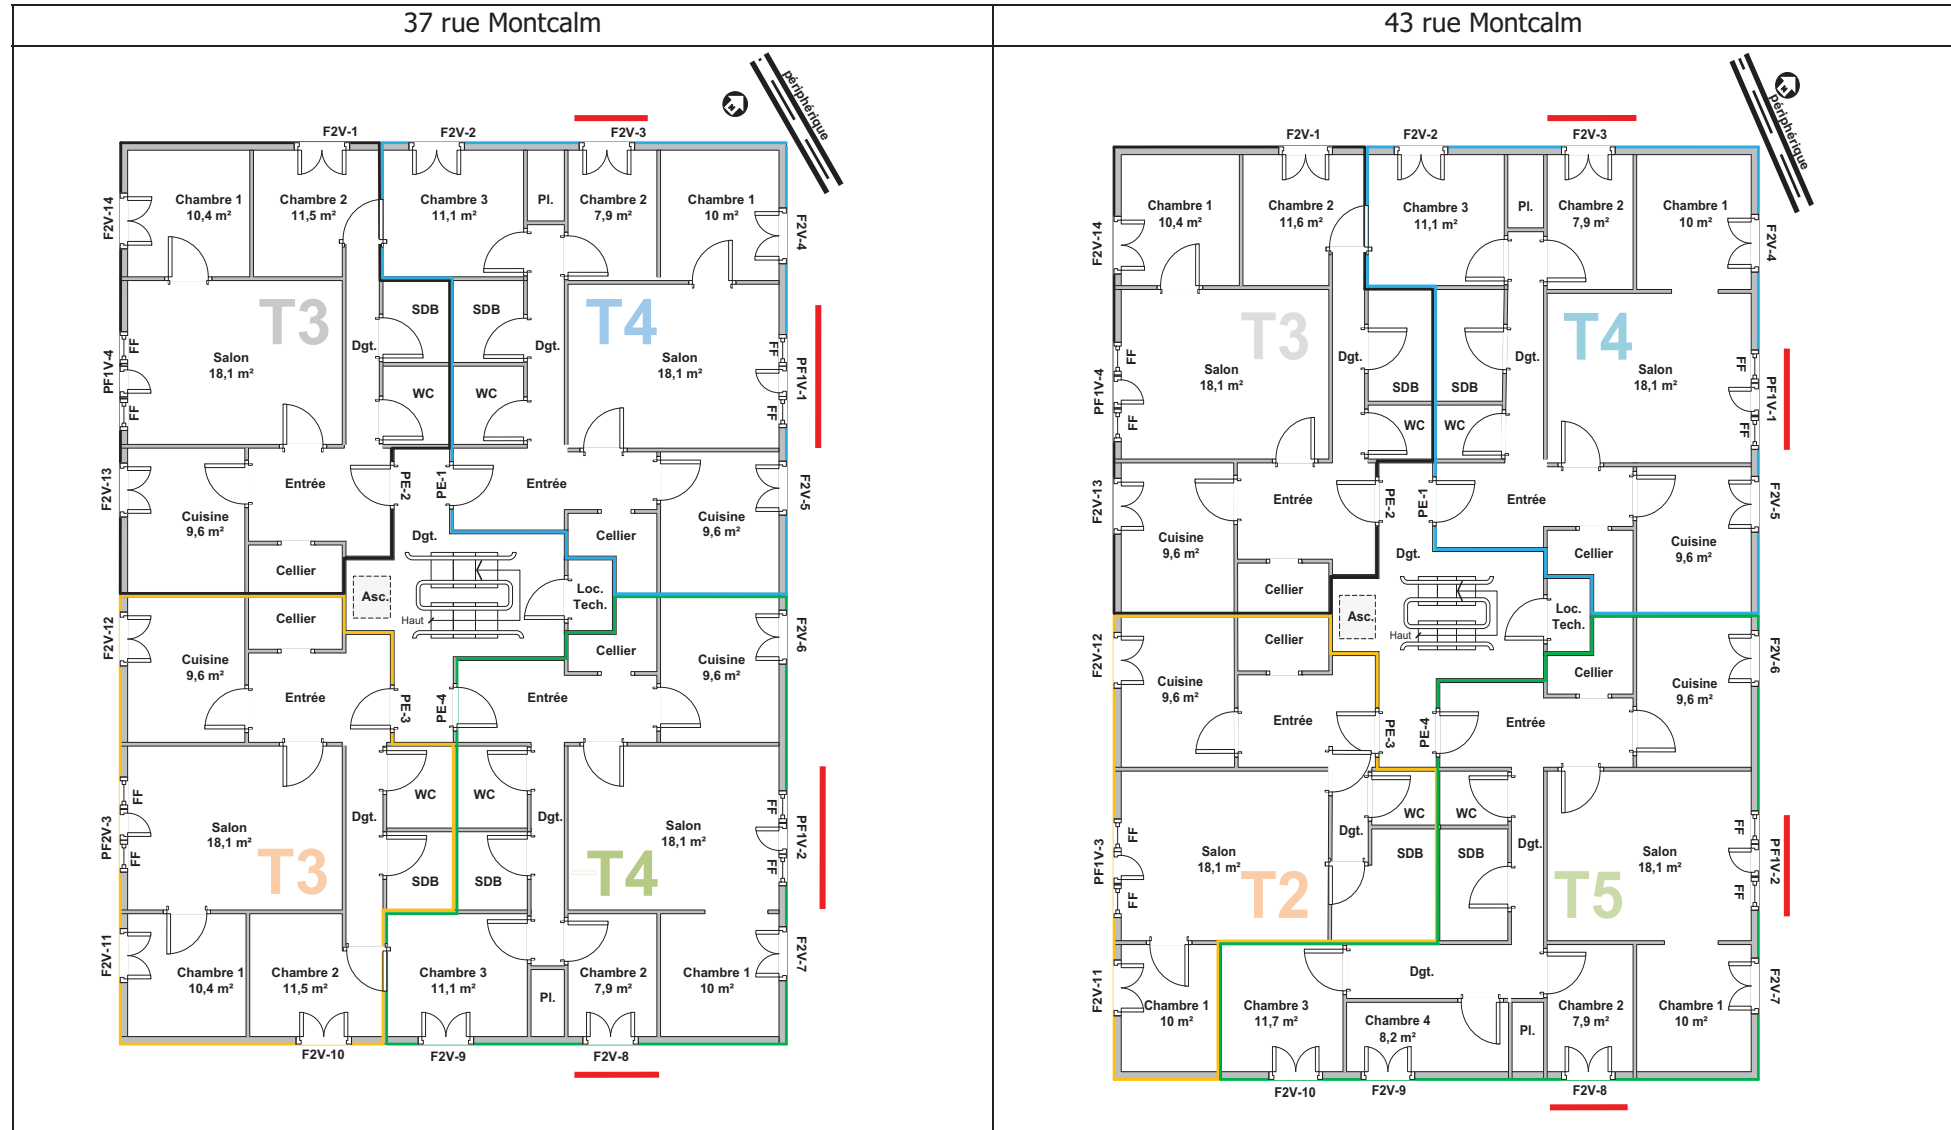 37 rue Montcalm
périphérique
N
F2V-1
F2V-2
F2V-3
F2V-14
Chambre 1
10,4 m²
Chambre 2
11,5 m²
Chambre 3
11,1 m²
Pl.
Chambre 2
7,9 m²
Chambre 1
10 m²
F2V-4
T3
SDB
SDB
T4
Dgt.
Dgt.
PF1V-4
FF
FF
Salon
18,1 m²
WC
WC
Salon
18,1 m²
FF
FF
PF1V-1
F2V-13
Entrée
PE-2
PE-1
Entrée
F2V-5
Cuisine
9,6 m²
Dgt.
Cellier
Cuisine
9,6 m²
Cellier
Asc.
Loc.
Tech.
Haut
F2V-12
Cellier
Cellier
F2V-6
Cuisine
9,6 m²
Cuisine
9,6 m²
Entrée
PE-3
PE-4
Entrée
PF2V-3
FF
FF
Salon
18,1 m²
WC
WC
Dgt.
Dgt.
Salon
18,1 m²
FF
FF
PF1V-2
T3
SDB
SDB
T4
F2V-11
Chambre 1
10,4 m²
Chambre 2
11,5 m²
Chambre 3
11,1 m²
Pl.
Chambre 2
7,9 m²
Chambre 1
10 m²
F2V-7
F2V-10
F2V-9
F2V-8
43 rue Montcalm
périphérique
N
F2V-1
F2V-2
F2V-3
F2V-14
Chambre 1
10,4 m²
Chambre 2
11,6 m²
Chambre 3
11,1 m²
Pl.
Chambre 2
7,9 m²
Chambre 1
10 m²
F2V-4
T3
T4
Dgt.
Dgt.
PF1V-4
FF
FF
Salon
18,1 m²
SDB
SDB
Salon
18,1 m²
FF
FF
PF1V-1
WC
WC
F2V-13
Entrée
PE-2
PE-1
Entrée
F2V-5
Cuisine
9,6 m²
Dgt.
Cellier
Cuisine
9,6 m²
Cellier
Asc.
Loc.
Tech.
Haut
F2V-12
Cellier
Cellier
F2V-6
Cuisine
9,6 m²
Cuisine
9,6 m²
Entrée
PE-3
PE-4
Entrée
PF1V-3
FF
FF
WC
WC
Dgt.
Dgt.
Salon
18,1 m²
SDB
SDB
Salon
18,1 m²
FF
FF
PF1V-2
T2
T5
F2V-11
Dgt.
Chambre 1
10 m²
Chambre 3
11,7 m²
Chambre 4
8,2 m²
Pl.
Chambre 2
7,9 m²
Chambre 1
10 m²
F2V-7
F2V-10
F2V-9
F2V-8